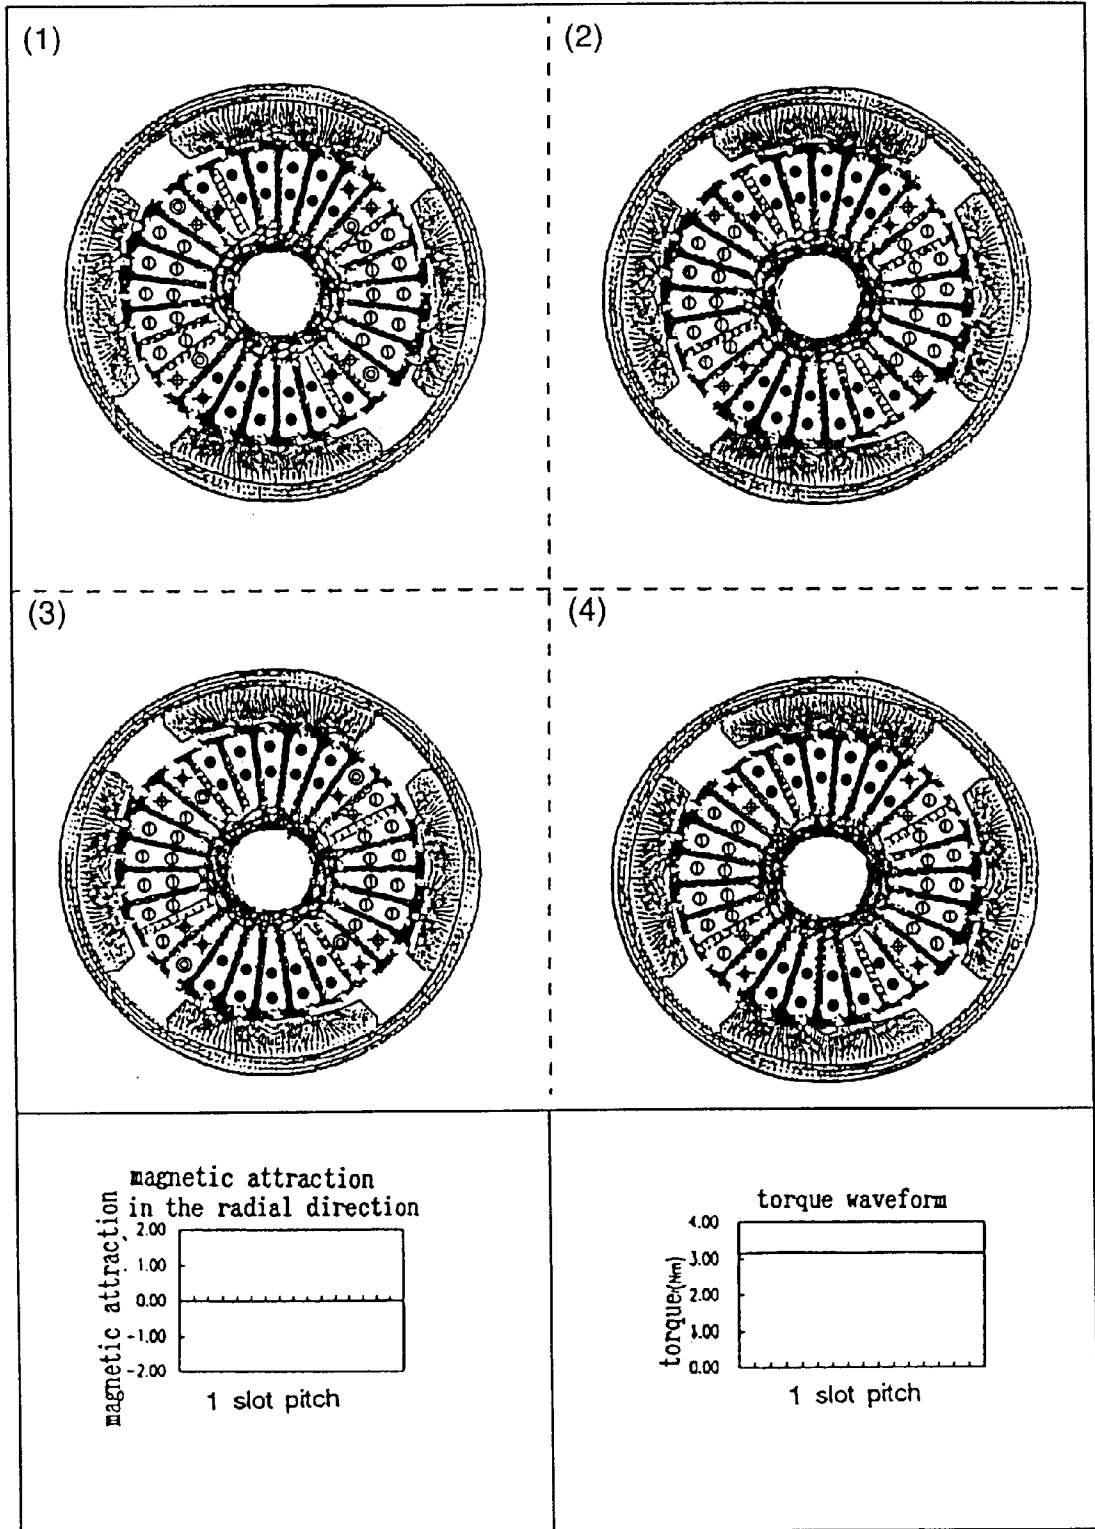 (1)
(2)
(3)
(4)
magnetic attraction
in the radial direction
magnetic attraction
2.00
1.00
0.00
-1.00
-2.00
1 slot pitch
torque waveform
torque(Nm)
4.00
3.00
2.00
1.00
0.00
1 slot pitch